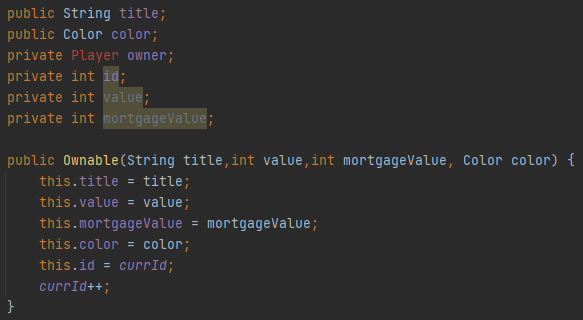 public String title;
public Color color;
private Player owner;
private int id;
private int value;
private int mortgageValue;
public Ownable(String title,int value,int mortgageValue, Color color) {
this.title = title;
this.value = value;
this.mortgageValue = mortgageValue;
this.color = color;
this.id = currId;
currId++;
}